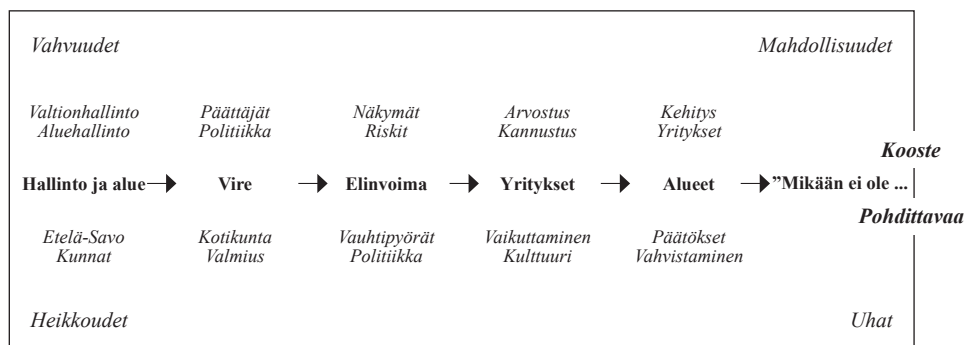 Vahvuudet Mahdollisuudet
Valtionhallinto Päättäjät Näkymät Arvostus Kehitys
Aluehallinto Politiikka Riskit Kannustus Yritykset
Kooste
Hallinto ja alue Vire Elinvoima Yritykset Alueet ”Mikään ei ole ...
Pohdittavaa
Etelä-Savo Kotikunta Vauhtipyörät Vaikuttaminen Päätökset
Kunnat Valmius Politiikka Kulttuuri Vahvistaminen
Heikkoudet Uhat